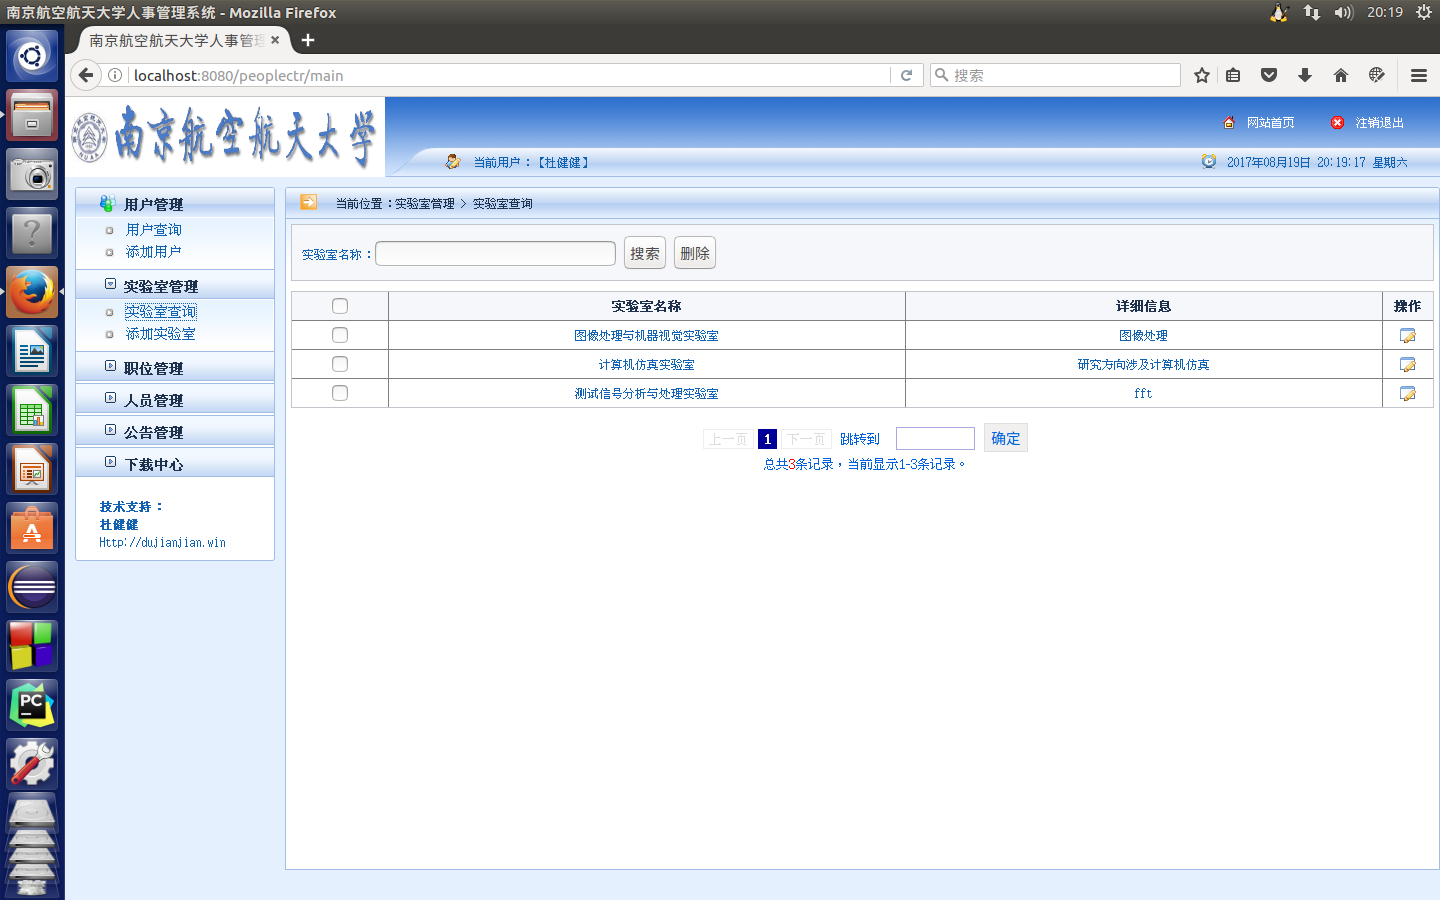 南京航空航天大学人事管理系统 - Mozilla Firefox
20:19
南京航空航天大学人事管理
localhost:8080/peoplectr/main
搜索
南京航空航天大学
网站首页
注销退出
当前用户：【杜健健】
2017年08月19日 20:19:17 星期六
用户管理
用户查询
添加用户
实验室管理
实验室查询
添加实验室
职位管理
人员管理
公告管理
下载中心
技术支持：
杜健健
Http://dujianjian.win
当前位置：实验室管理 > 实验室查询
实验室名称：
搜索
删除
实验室名称 详细信息 操作
图像处理与机器视觉实验室 图像处理
计算机仿真实验室 研究方向涉及计算机仿真
测试信号分析与处理实验室 fft
上一页 1 下一页 跳转到 确定
总共3条记录，当前显示1-3条记录。
PC